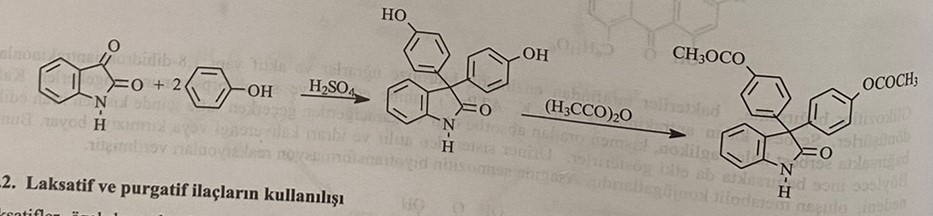 HO
OH
CH₃OCO
OCOCH₃
O
O + 2
OH
H₂SO₄
O
(H₃CCO)₂O
O
N
H
N
H
N
H
.2. Laksatif ve purgatif ilaçların kullanılışı